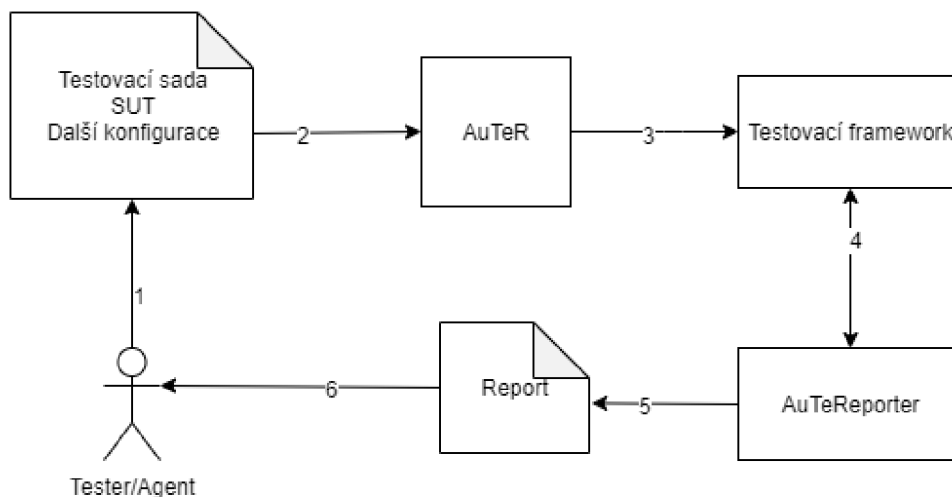 Testovací sada
SUT
Další konfigurace
2
AuTeR
3
Testovací framework
4
1
Report
6
5
AuTeReporter
Tester/Agent